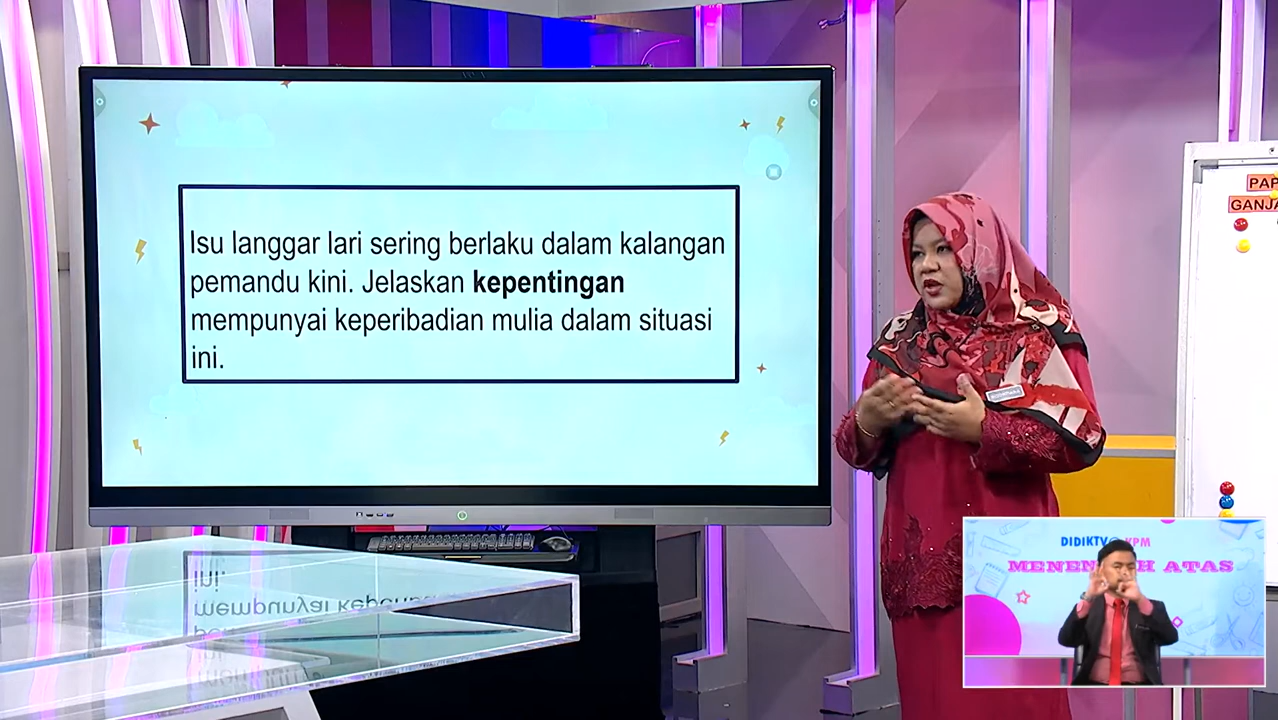 Isu langgar lari sering berlaku dalam kalangan
pemandu kini. Jelaskan kepentingan
mempunyai keperibadian mulia dalam situasi
ini.
PAP
GANJA
DIDIKTV@KPM
ATAS